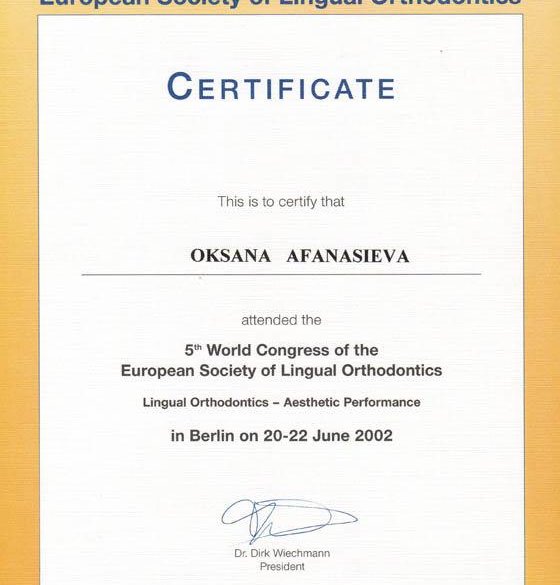 European Society of Lingual Orthodontics
CERTIFICATE
This is to certify that
OKSANA AFANASIEVA
attended the
5th World Congress of the
European Society of Lingual Orthodontics
Lingual Orthodontics – Aesthetic Performance
in Berlin on 20-22 June 2002
Dr. Dirk Wiechmann
President